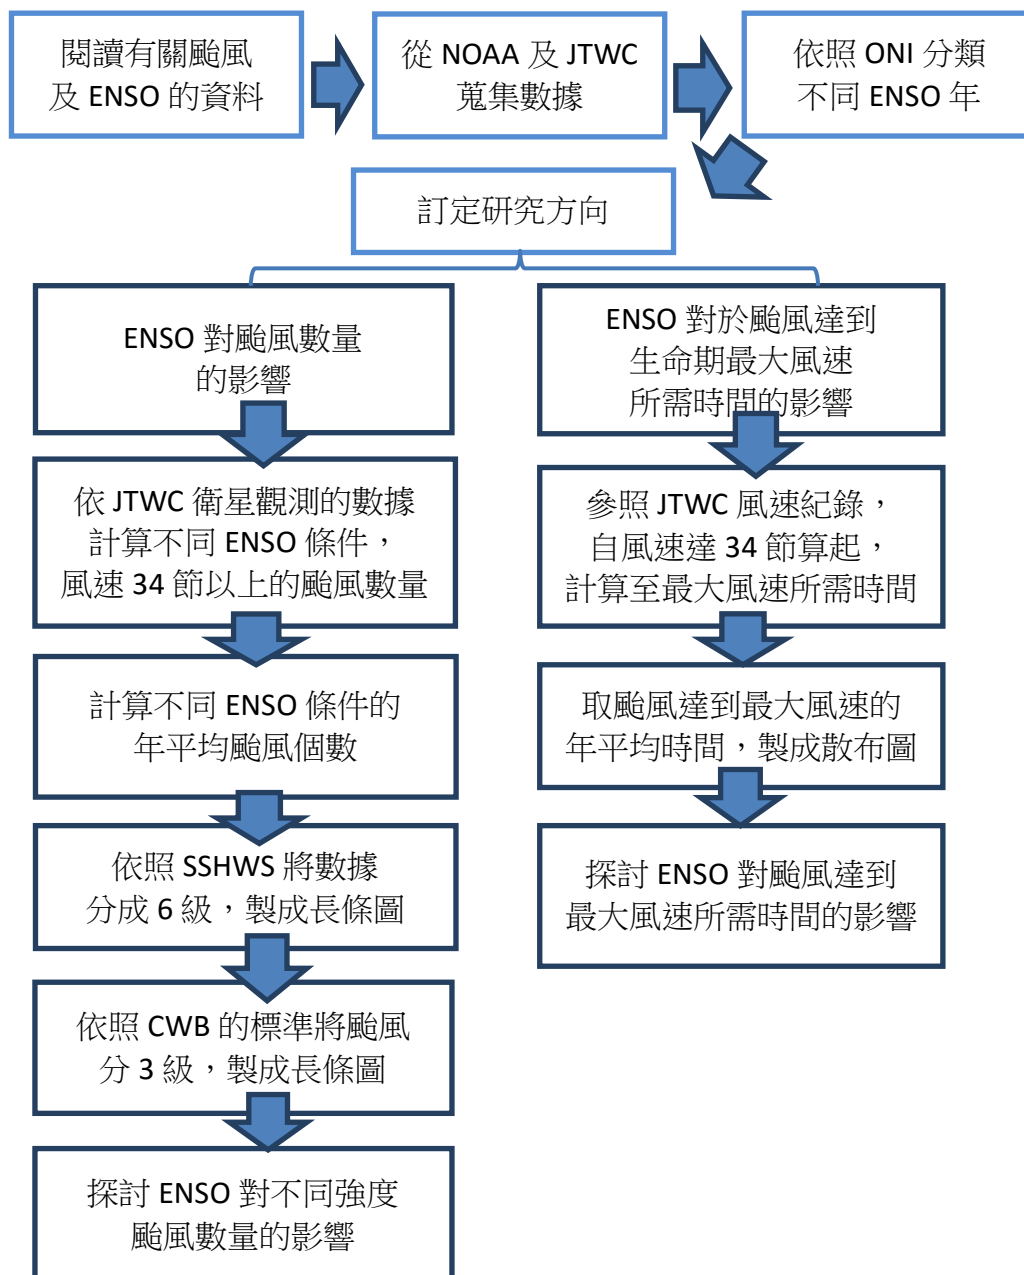 閱讀有關颱風
及 ENSO 的資料
從 NOAA 及 JTWC
蒐集數據
依照 ONI 分類
不同 ENSO 年
訂定研究方向
ENSO 對颱風數量
的影響
依 JTWC 衛星觀測的數據
計算不同 ENSO 條件，
風速 34 節以上的颱風數量
計算不同 ENSO 條件的
年平均颱風個數
依照 SSHWS 將數據
分成 6 級，製成長條圖
依照 CWB 的標準將颱風
分 3 級，製成長條圖
探討 ENSO 對不同強度
颱風數量的影響
ENSO 對於颱風達到
生命期最大風速
所需時間的影響
參照 JTWC 風速紀錄，
自風速達 34 節算起，
計算至最大風速所需時間
取颱風達到最大風速的
年平均時間，製成散布圖
探討 ENSO 對颱風達到
最大風速所需時間的影響